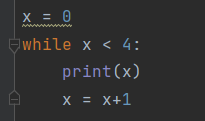 x = 0
while x < 4:
    print(x)
    x = x+1